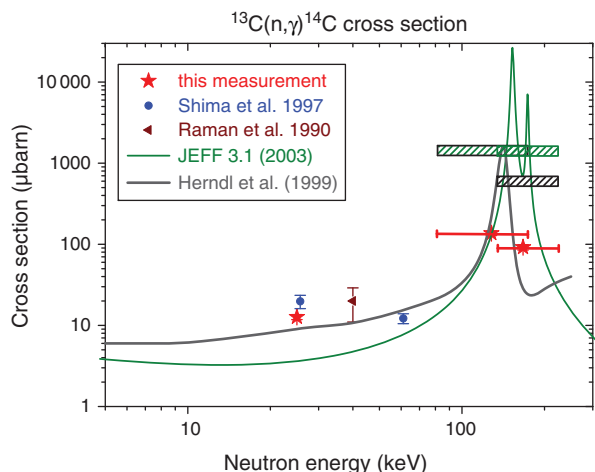 ¹³C(n,γ)¹⁴C cross section
this measurement
Shima et al. 1997
Raman et al. 1990
JEFF 3.1 (2003)
Herndl et al. (1999)
Cross section (μbarn)
10 000
1000
100
10
1
10
100
Neutron energy (keV)